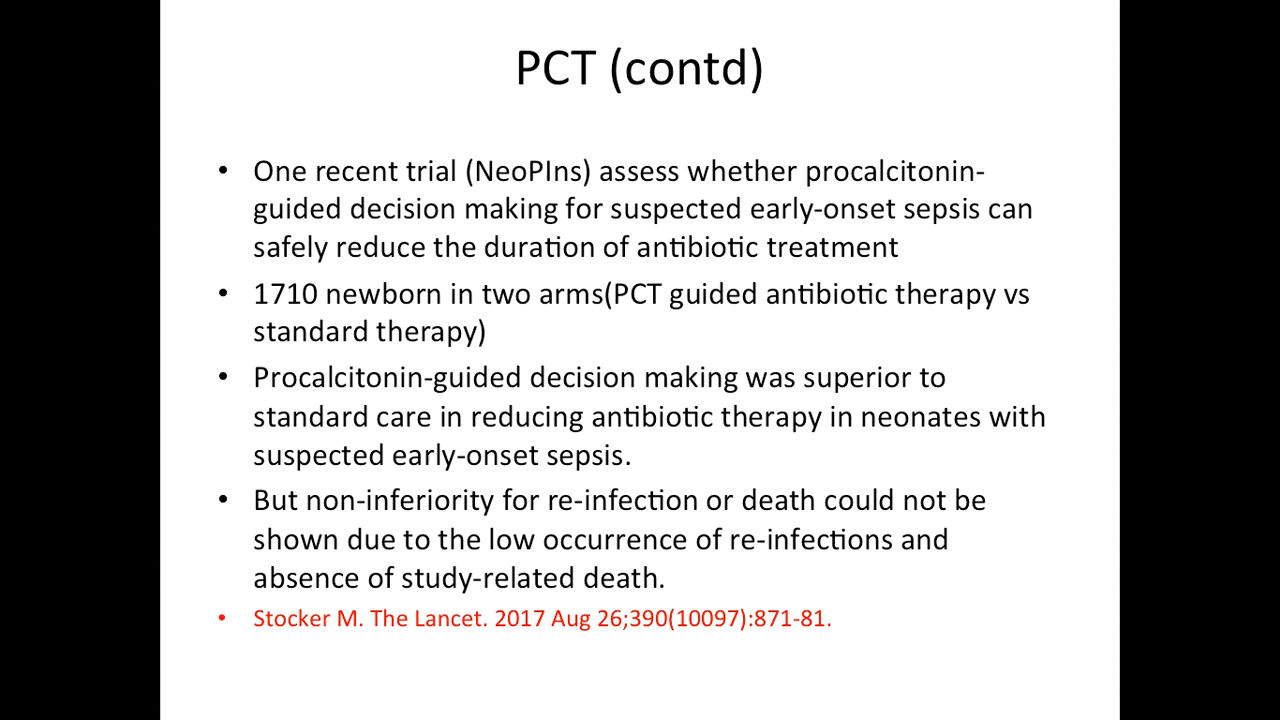 PCT (contd)
• One recent trial (NeoPIns) assess whether procalcitonin-
guided decision making for suspected early-onset sepsis can
safely reduce the duration of antibiotic treatment
• 1710 newborn in two arms(PCT guided antibiotic therapy vs
standard therapy)
• Procalcitonin-guided decision making was superior to
standard care in reducing antibiotic therapy in neonates with
suspected early-onset sepsis.
• But non-inferiority for re-infection or death could not be
shown due to the low occurrence of re-infections and
absence of study-related death.
• Stocker M. The Lancet. 2017 Aug 26;390(10097):871-81.